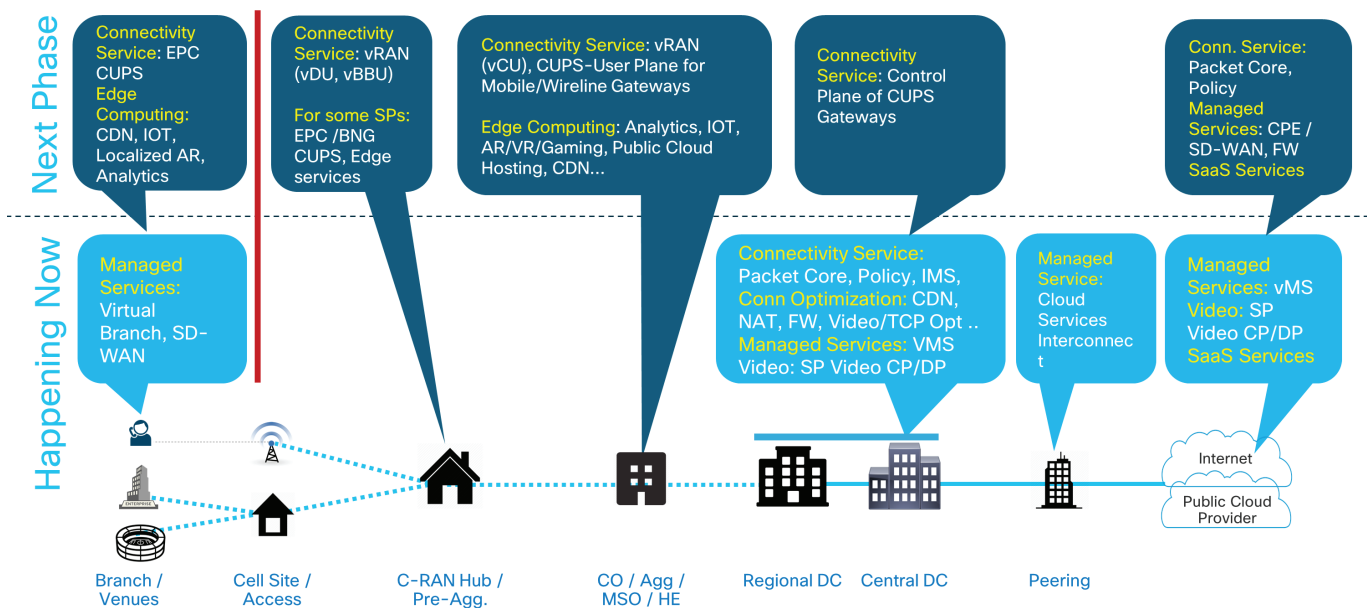 Next Phase
Connectivity
Service: EPC
CUPS
Edge
Computing:
CDN, IOT,
Localized AR,
Analytics
Connectivity
Service: vRAN
(vDU, vBBU)
For some SPs:
EPC /BNG
CUPS, Edge
services
Connectivity Service: vRAN
(vCU), CUPS-User Plane for
Mobile/Wireline Gateways
Edge Computing: Analytics, IOT,
AR/VR/Gaming, Public Cloud
Hosting, CDN...
Connectivity
Service: Control
Plane of CUPS
Gateways
Conn. Service:
Packet Core,
Policy
Managed
Services: CPE /
SD-WAN, FW
SaaS Services
Happening Now
Managed
Services:
Virtual
Branch, SD-
WAN
Connectivity Service:
Packet Core, Policy, IMS,
Conn Optimization: CDN,
NAT, FW, Video/TCP Opt ..
Managed Services: VMS
Video: SP Video CP/DP
Managed
Service:
Cloud
Services
Interconnec
t
Managed
Services: vMS
Video: SP
Video CP/DP
SaaS Services
ENTERPRISE
Internet
Public Cloud
Provider
Branch /
Venues
Cell Site /
Access
C-RAN Hub /
Pre-Agg.
CO / Agg /
MSO / HE
Regional DC
Central DC
Peering